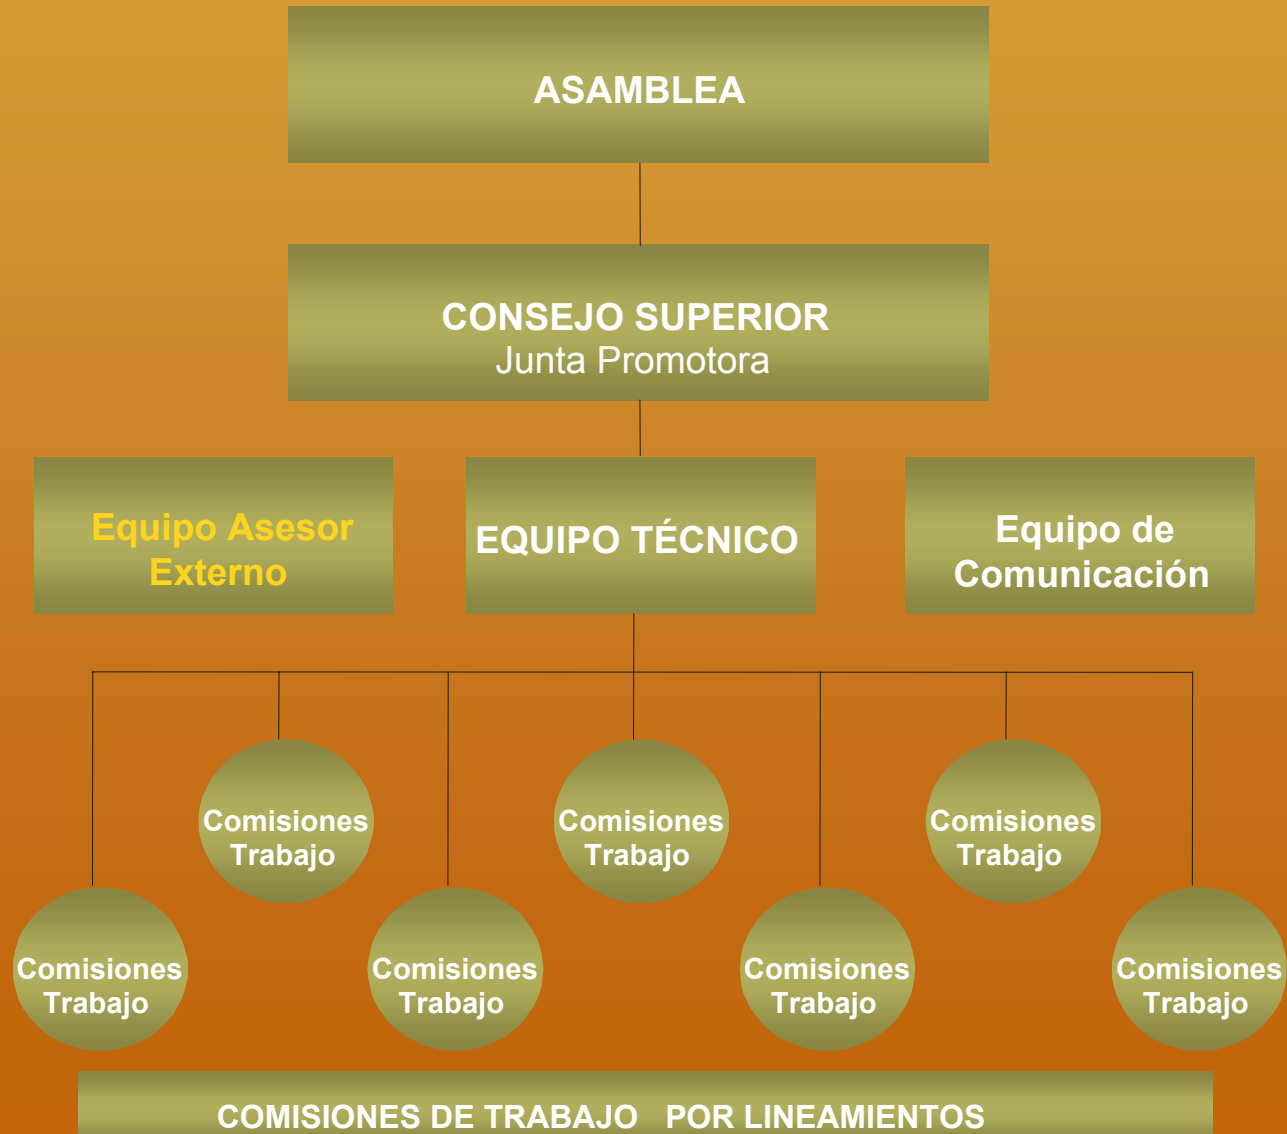 ASAMBLEA
CONSEJO SUPERIOR
Junta Promotora
Equipo Asesor
Externo
EQUIPO TÉCNICO
Equipo de
Comunicación
Comisiones
Trabajo
Comisiones
Trabajo
Comisiones
Trabajo
Comisiones
Trabajo
Comisiones
Trabajo
Comisiones
Trabajo
Comisiones
Trabajo
COMISIONES DE TRABAJO POR LINEAMIENTOS